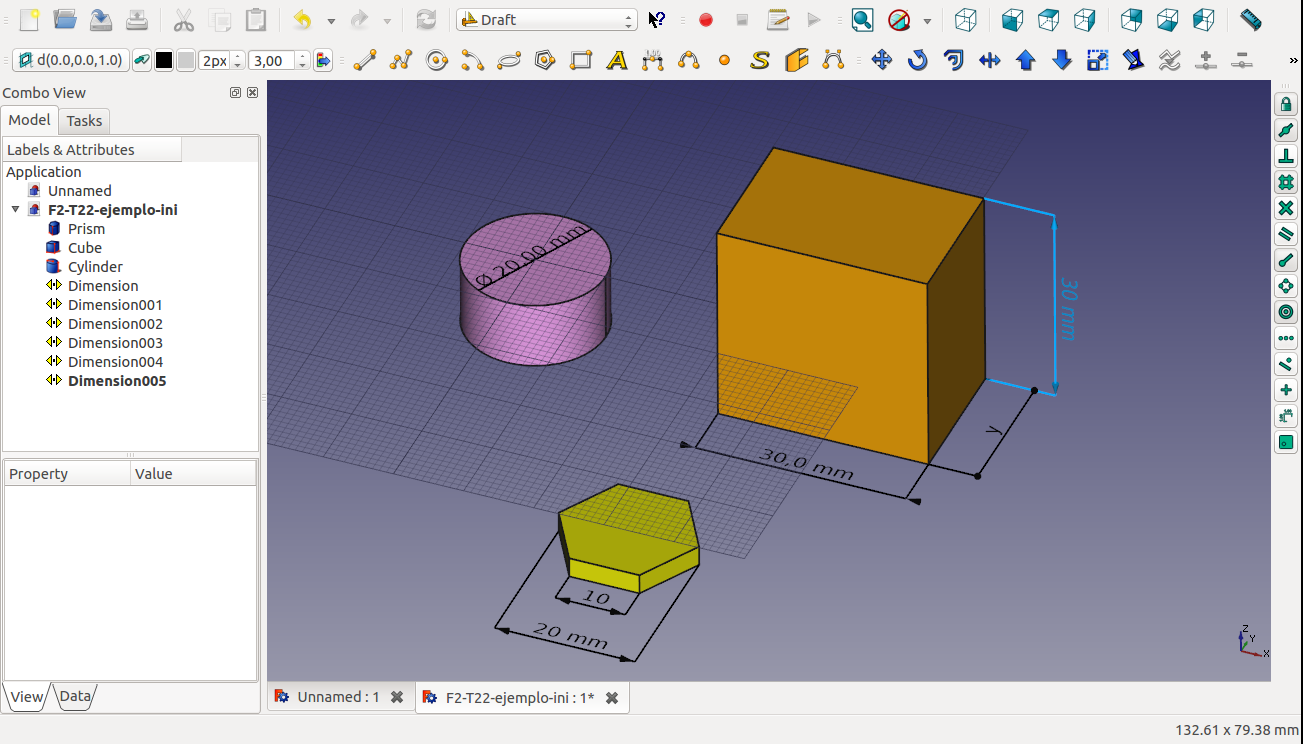 Draft
d(0.0,0.0,1.0)
2px
3,00
»
Combo View
Model
Tasks
Labels & Attributes
Application
Unnamed
F2-T22-ejemplo-ini
Prism
Cube
Cylinder
Dimension
Dimension001
Dimension002
Dimension003
Dimension004
Dimension005
Property
Value
View
Data
Ø 20,00 mm
30 mm
y
30,0 mm
10
20 mm
Z
Y
X
Unnamed : 1
F2-T22-ejemplo-ini : 1*
132.61 x 79.38 mm